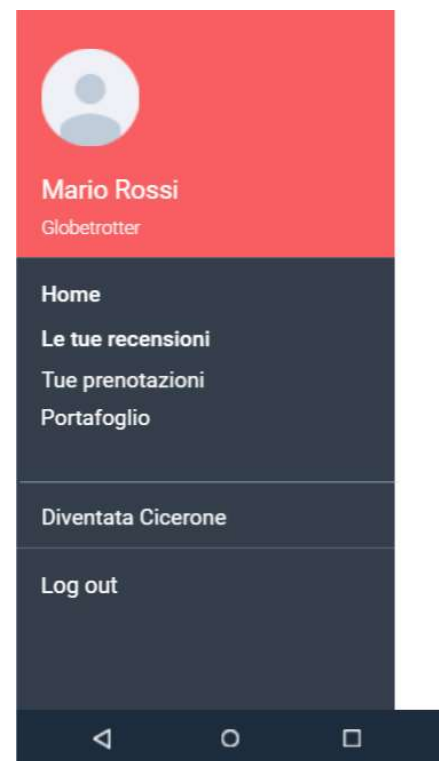 Mario Rossi
Globetrotter
Home
Le tue recensioni
Tue prenotazioni
Portafoglio
Diventata Cicerone
Log out